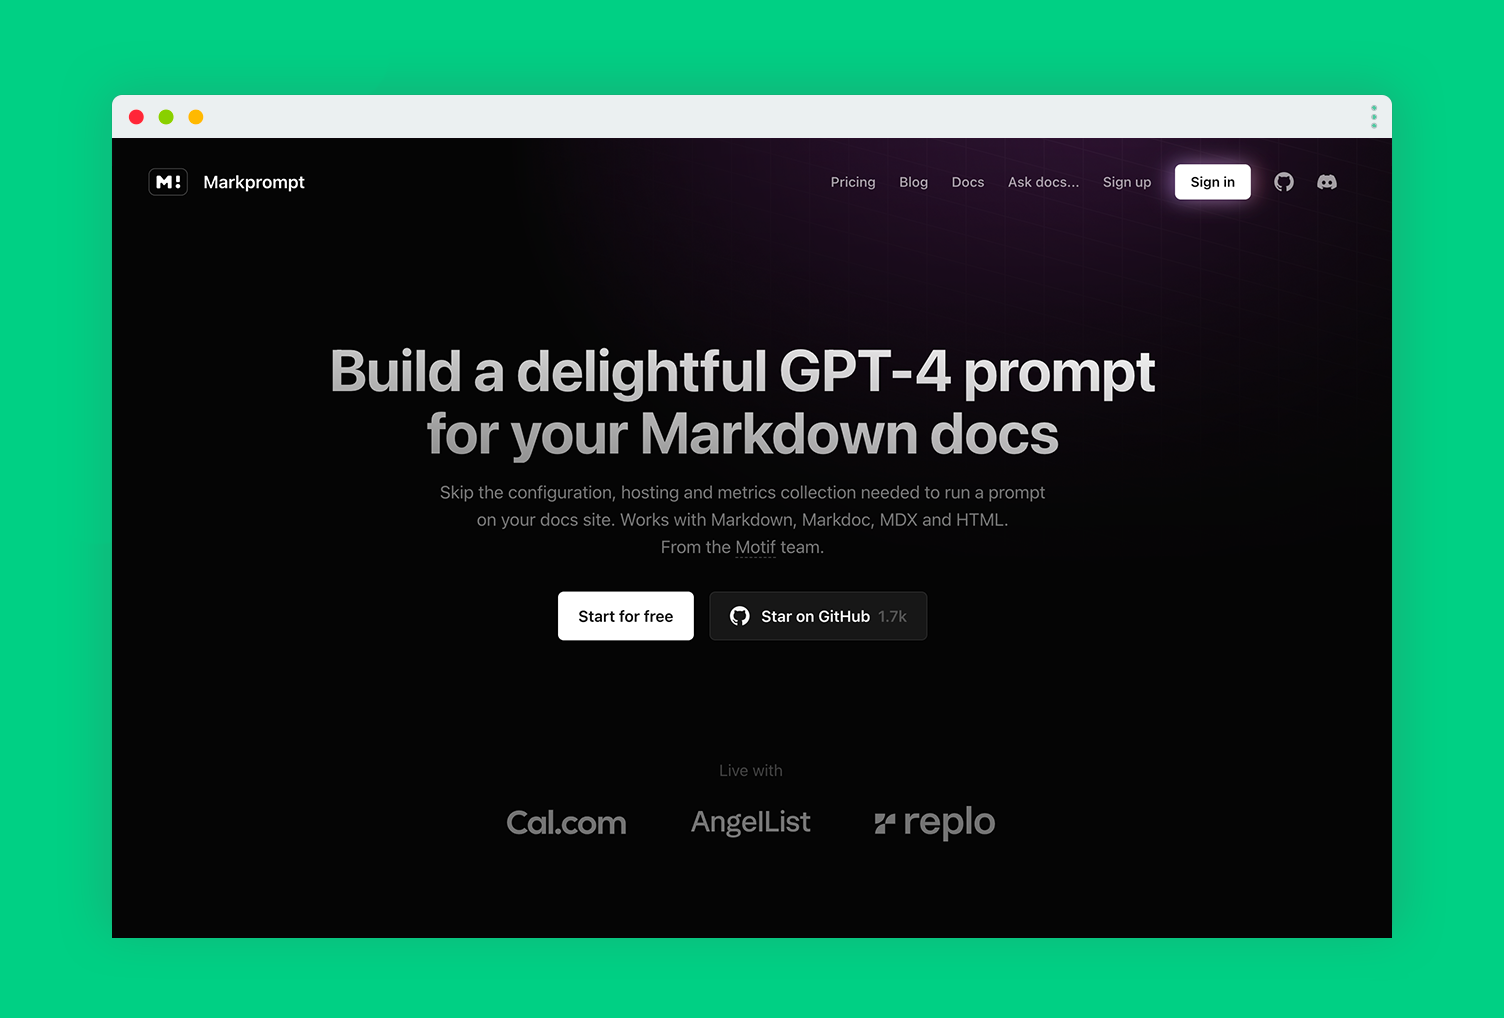 M! Markprompt Pricing Blog Docs Ask docs... Sign up Sign in
Build a delightful GPT-4 prompt
for your Markdown docs
Skip the configuration, hosting and metrics collection needed to run a prompt
on your docs site. Works with Markdown, Markdoc, MDX and HTML.
From the Motif team.
Start for free Star on GitHub 1.7k
Live with
Cal.com AngelList replo